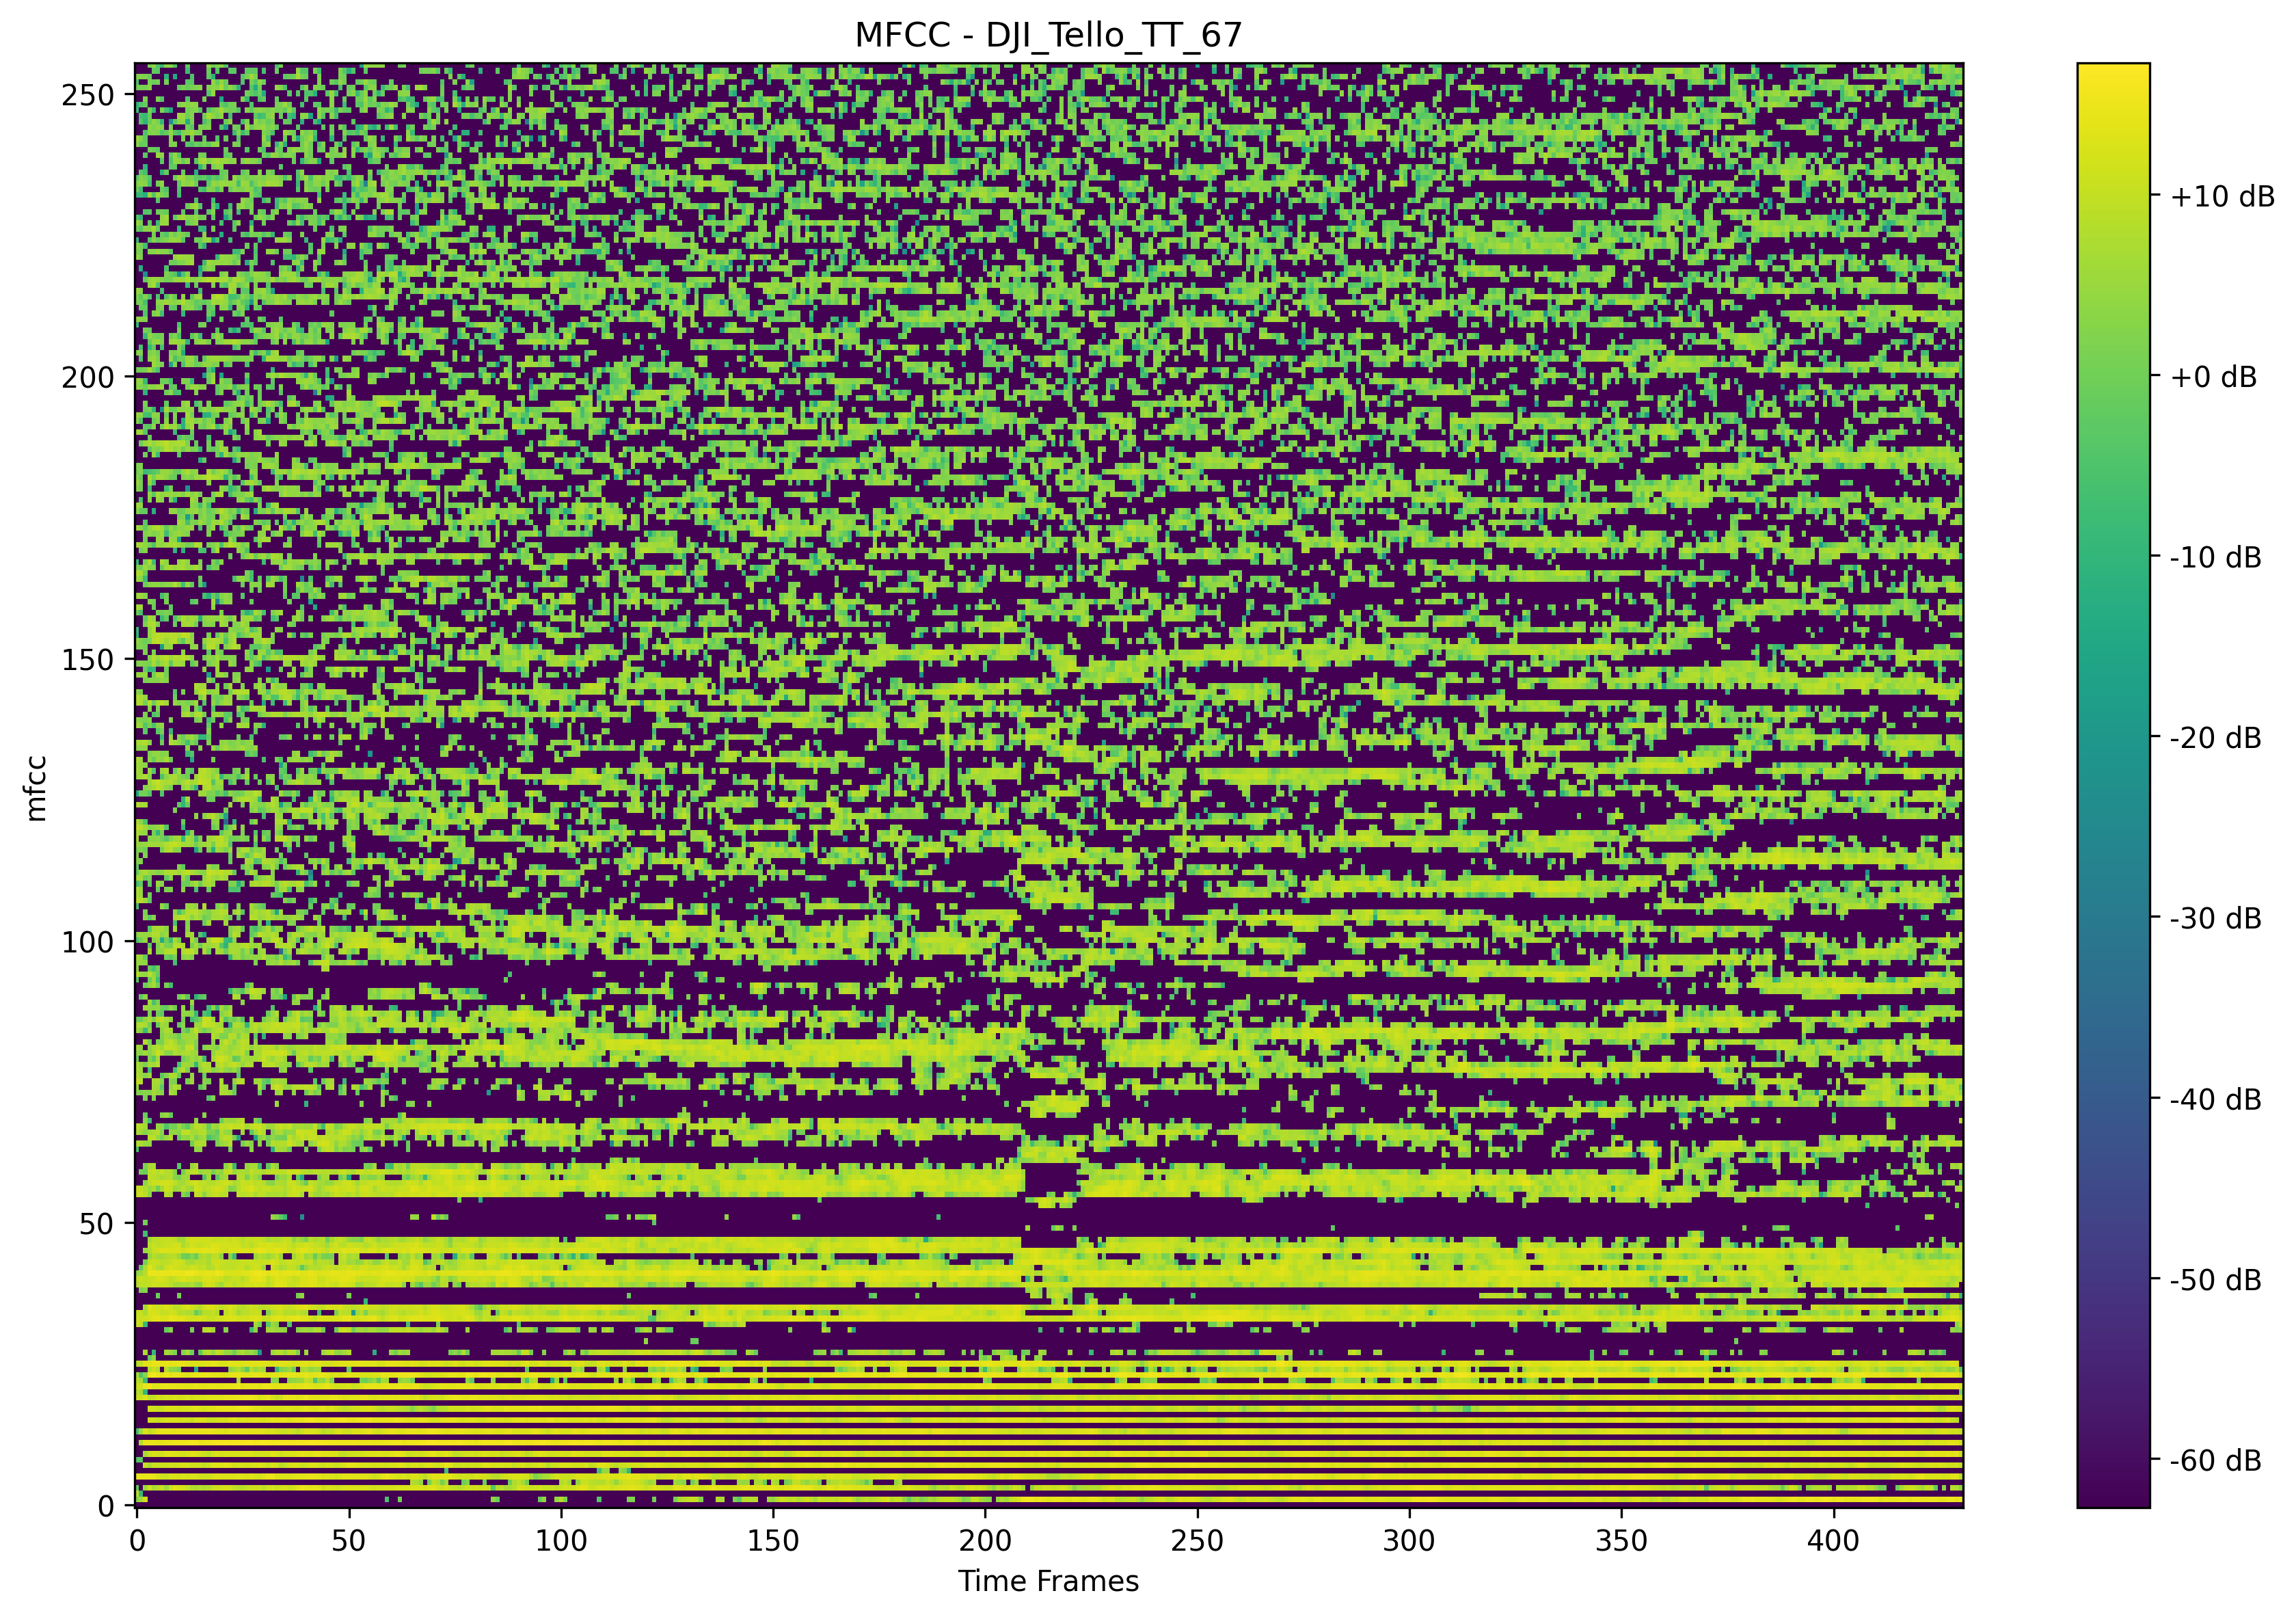 MFCC - DJI_Tello_TT_67
250
200
150
100
50
0
mfcc
0 50 100 150 200 250 300 350 400
Time Frames
+10 dB
+0 dB
-10 dB
-20 dB
-30 dB
-40 dB
-50 dB
-60 dB